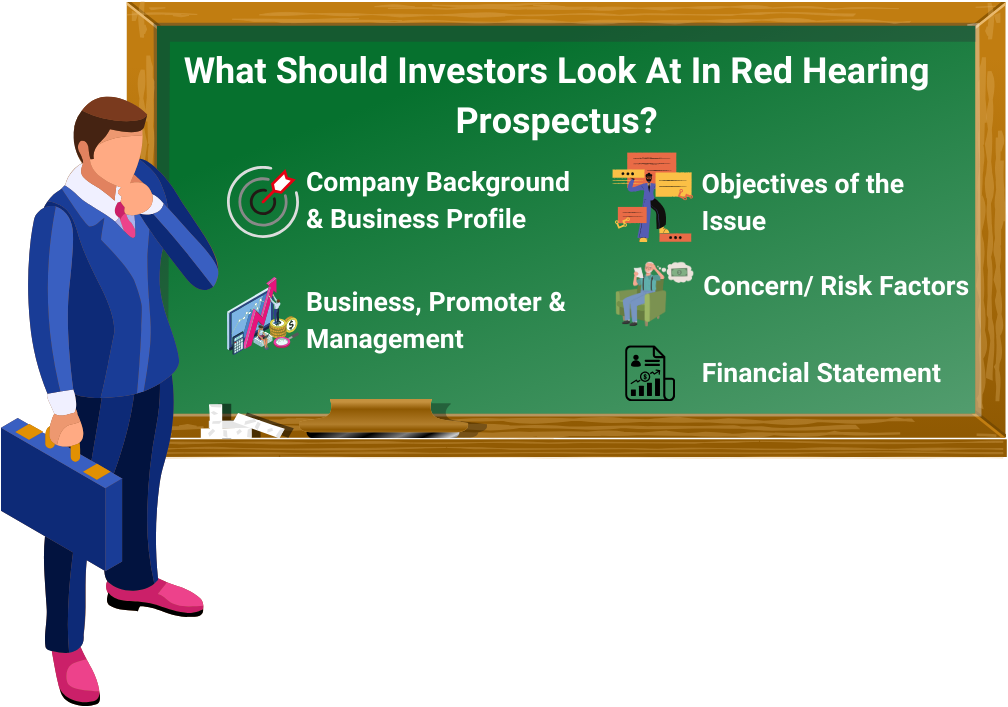 What Should Investors Look At In Red Hearing
Prospectus?
Company Background
& Business Profile
Business, Promoter &
Management
Objectives of the
Issue
Concern/ Risk Factors
Financial Statement